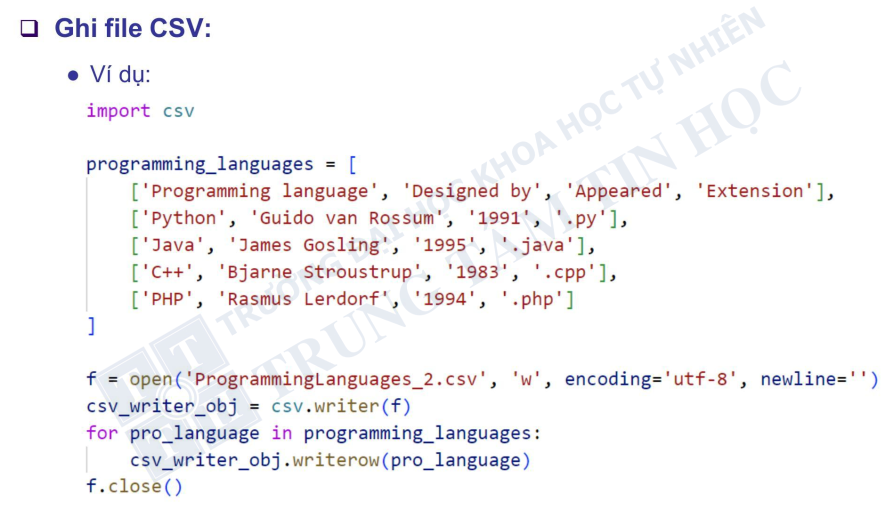 Ghi file CSV:
Ví dụ:
import csv
programming_languages = [
    ['Programming language', 'Designed by', 'Appeared', 'Extension'],
    ['Python', 'Guido van Rossum', '1991', '.py'],
    ['Java', 'James Gosling', '1995', '.java'],
    ['C++', 'Bjarne Stroustrup', '1983', '.cpp'],
    ['PHP', 'Rasmus Lerdorf', '1994', '.php']
]
f = open('ProgrammingLanguages_2.csv', 'w', encoding='utf-8', newline='')
csv_writer_obj = csv.writer(f)
for pro_language in programming_languages:
    csv_writer_obj.writerow(pro_language)
f.close()
TRƯỜNG ĐẠI HỌC KHOA HỌC TỰ NHIÊN
TRUNG TÂM TIN HỌC